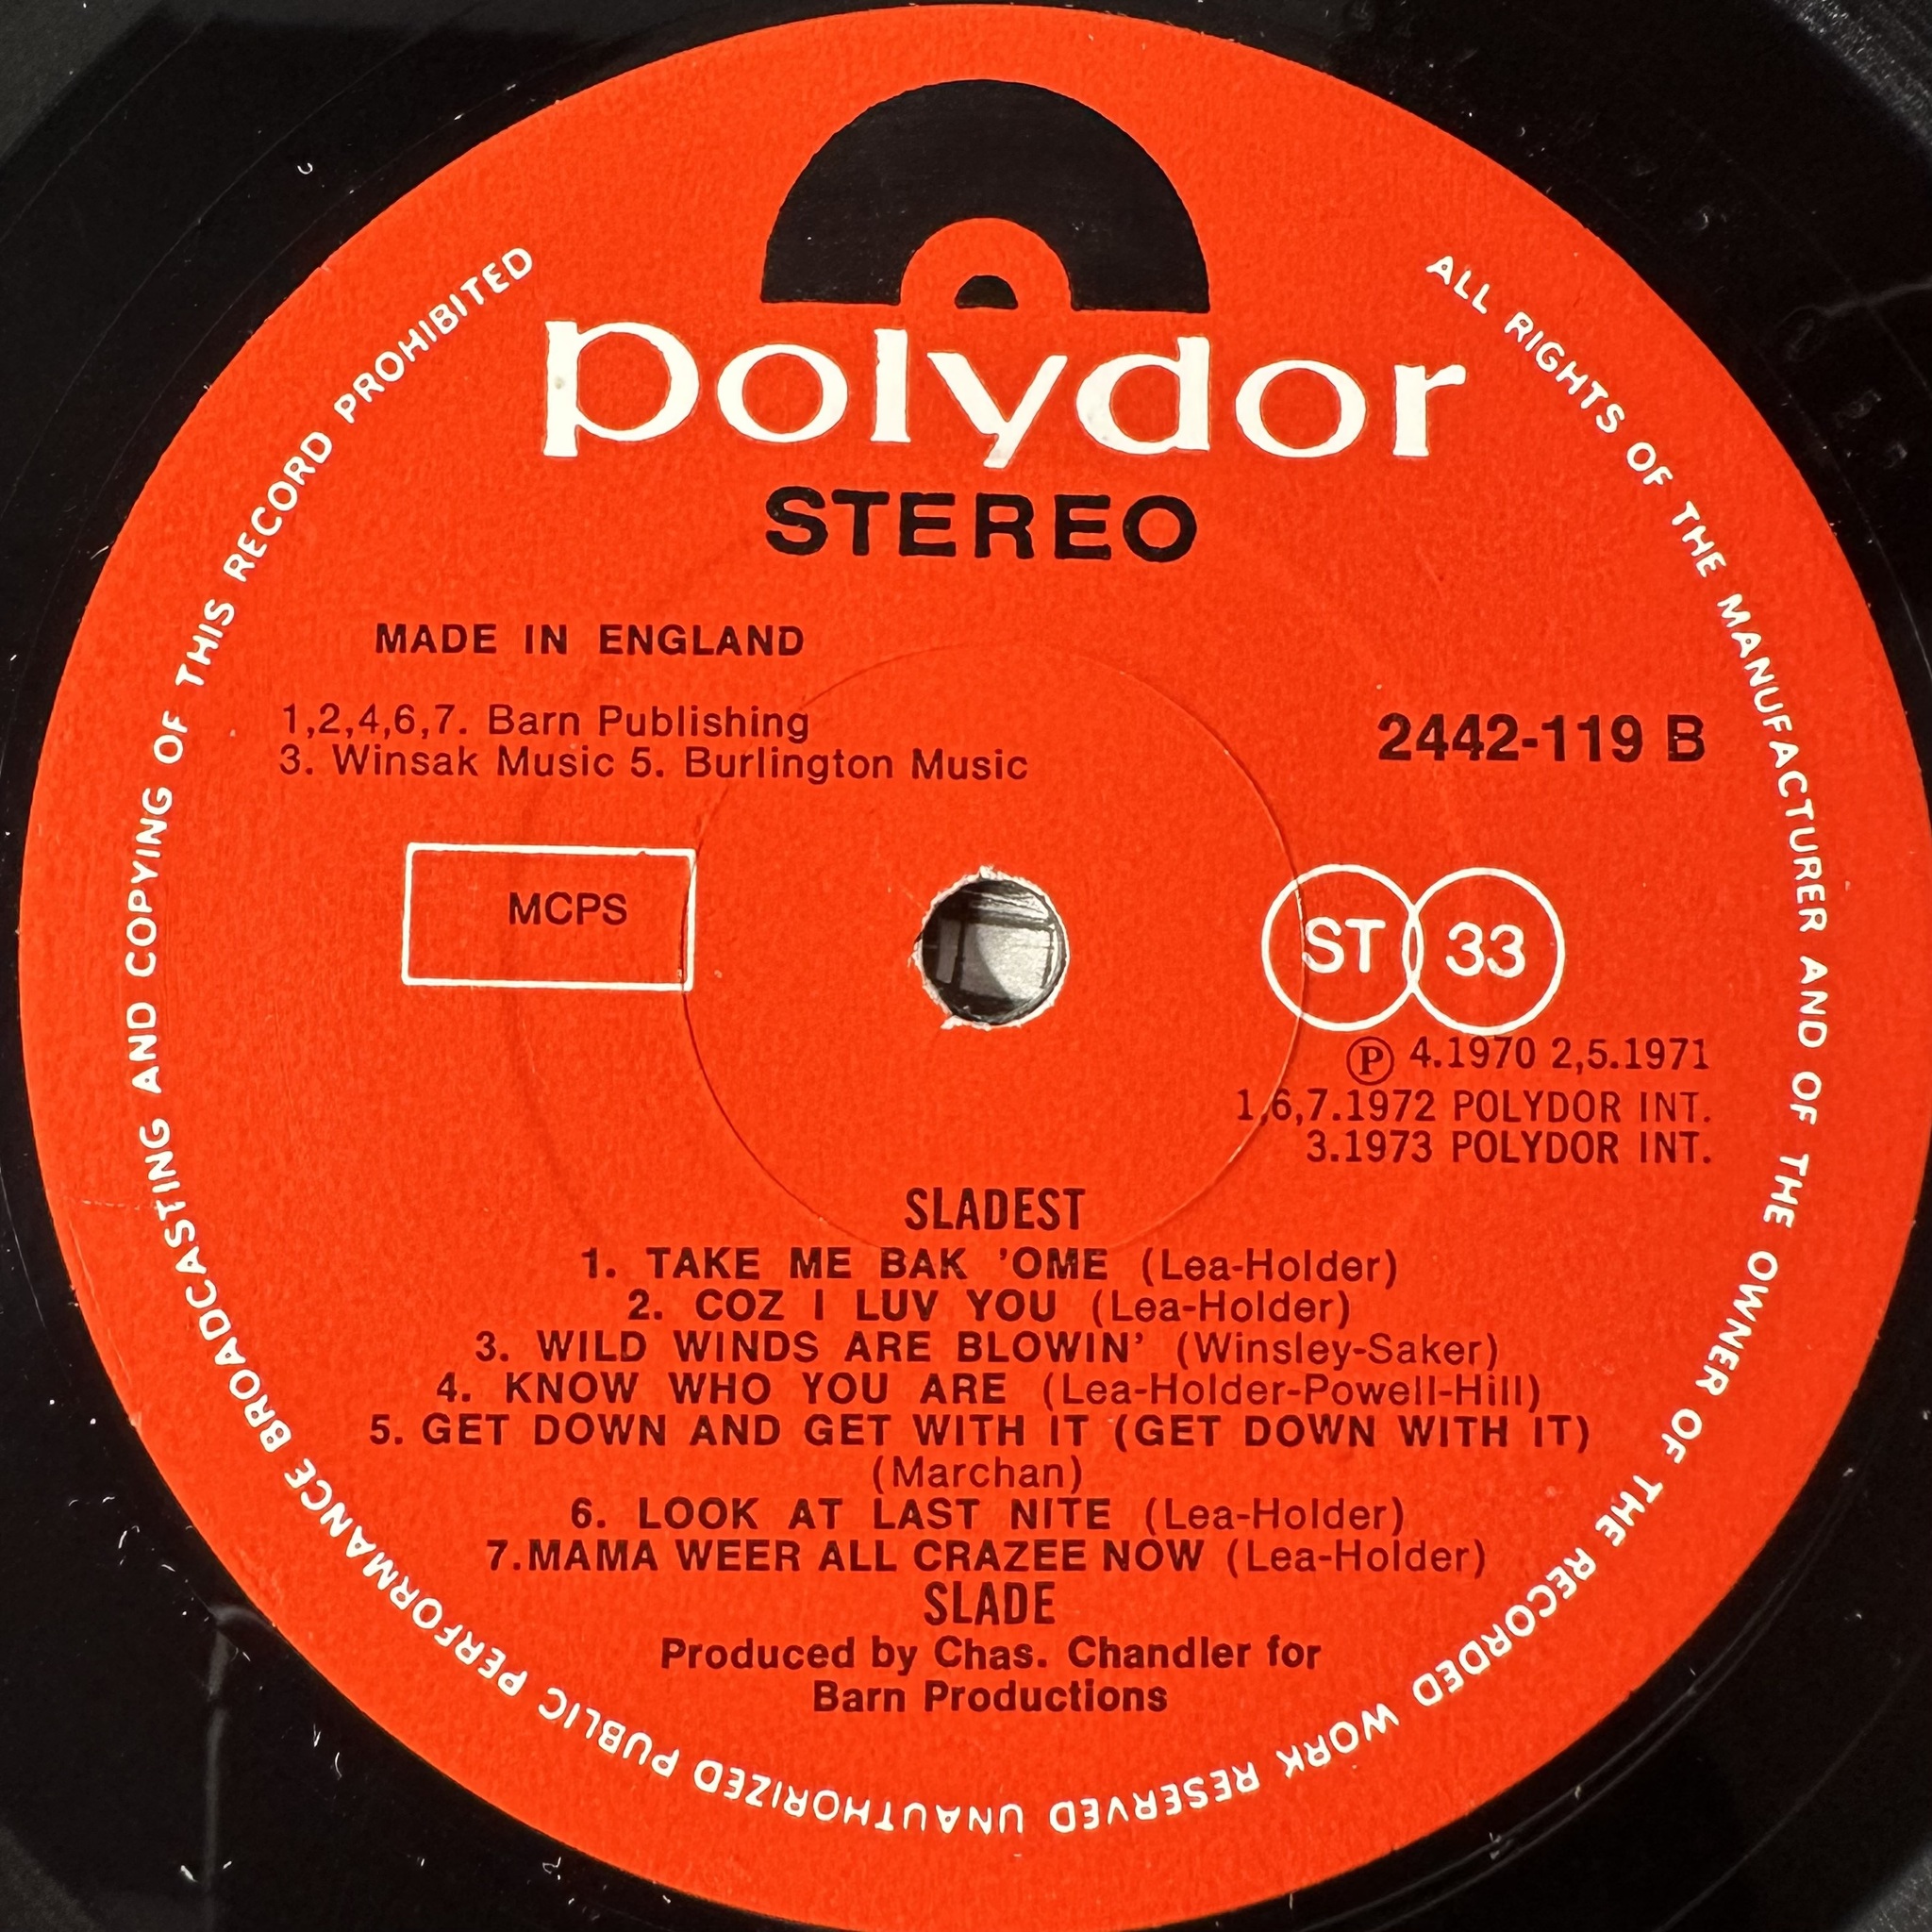 polydor
STEREO
MADE IN ENGLAND
1,2,4,6,7. Barn Publishing
3. Winsak Music 5. Burlington Music
2442-119 B
MCPS
ST 33
Ⓟ 4.1970 2,5.1971
1,6,7.1972 POLYDOR INT.
3.1973 POLYDOR INT.
SLADEST
1. TAKE ME BAK 'OME (Lea-Holder)
2. COZ I LUV YOU (Lea-Holder)
3. WILD WINDS ARE BLOWIN' (Winsley-Saker)
4. KNOW WHO YOU ARE (Lea-Holder-Powell-Hill)
5. GET DOWN AND GET WITH IT (GET DOWN WITH IT)
(Marchan)
6. LOOK AT LAST NITE (Lea-Holder)
7.MAMA WEER ALL CRAZEE NOW (Lea-Holder)
SLADE
Produced by Chas. Chandler for
Barn Productions
ALL RIGHTS OF THE MANUFACTURER AND OF THE OWNER OF THE RECORDED WORK RESERVED UNAUTHORIZED PUBLIC PERFORMANCE BROADCASTING AND COPYING OF THIS RECORD PROHIBITED